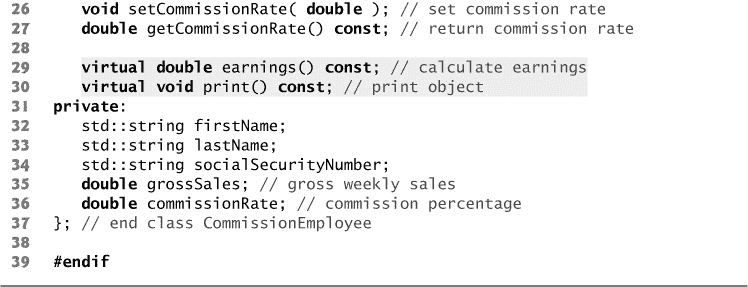 26 void setCommissionRate( double ); // set commission rate
27 double getCommissionRate() const; // return commission rate
28
29 virtual double earnings() const; // calculate earnings
30 virtual void print() const; // print object
31 private:
32 std::string firstName;
33 std::string lastName;
34 std::string socialSecurityNumber;
35 double grossSales; // gross weekly sales
36 double commissionRate; // commission percentage
37 }; // end class CommissionEmployee
38
39 #endif